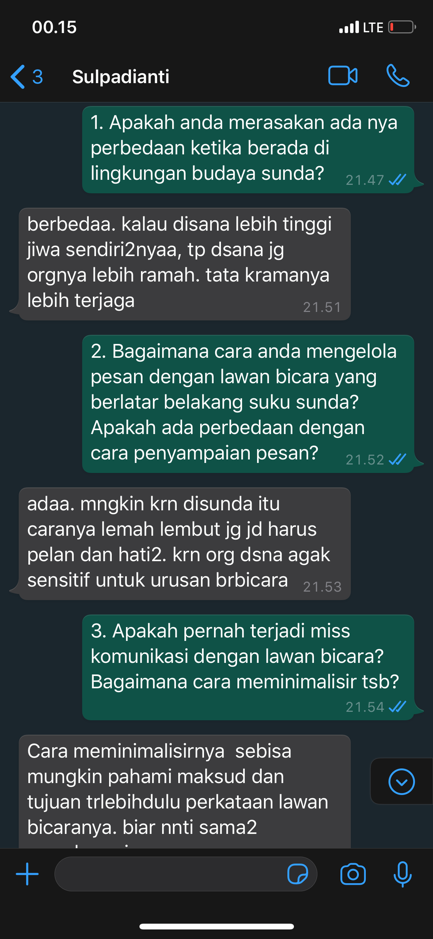 00.15
LTE
3
Sulpadianti
1. Apakah anda merasakan ada nya
perbedaan ketika berada di
lingkungan budaya sunda?
21.47
berbedaa. kalau disana lebih tinggi
jiwa sendiri2nyaa, tp dsana jg
orgnya lebih ramah. tata kramanya
lebih terjaga
21.51
2. Bagaimana cara anda mengelola
pesan dengan lawan bicara yang
berlatar belakang suku sunda?
Apakah ada perbedaan dengan
cara penyampaian pesan?
21.52
adaa. mngkin krn disunda itu
caranya lemah lembut jg jd harus
pelan dan hati2. krn org dsna agak
sensitif untuk urusan brbicara
21.53
3. Apakah pernah terjadi miss
komunikasi dengan lawan bicara?
Bagaimana cara meminimalisir tsb?
21.54
Cara meminimalisirnya sebisa
mungkin pahami maksud dan
tujuan trlebihdulu perkataan lawan
bicaranya. biar nnti sama2